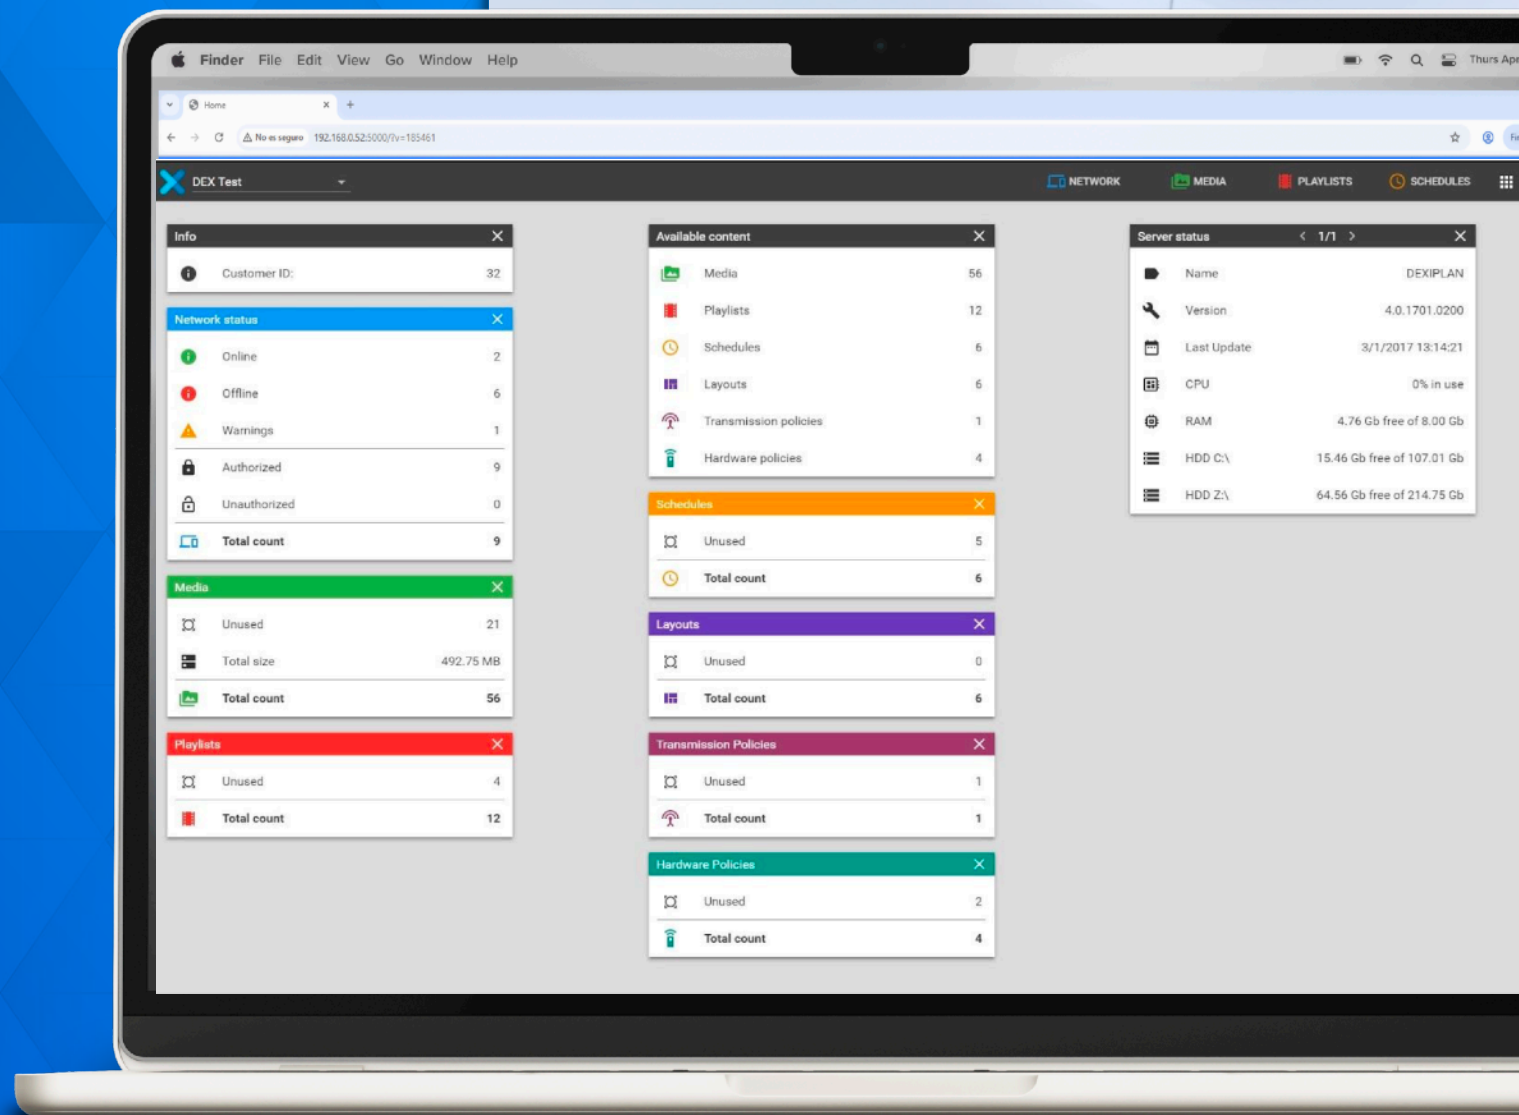 Finder File Edit View Go Window Help
Thurs Apr
Home
No es seguro 192.168.0.52:5000/?v=185461
DEX Test
NETWORK MEDIA PLAYLISTS SCHEDULES
Info
Customer ID: 32
Network status
Online 2
Offline 6
Warnings 1
Authorized 9
Unauthorized 0
Total count 9
Media
Unused 21
Total size 492.75 MB
Total count 56
Playlists
Unused 4
Total count 12
Available content
Media 56
Playlists 12
Schedules 6
Layouts 6
Transmission policies 1
Hardware policies 4
Schedules
Unused 5
Total count 6
Layouts
Unused 0
Total count 6
Transmission Policies
Unused 1
Total count 1
Hardware Policies
Unused 2
Total count 4
Server status < 1/1 >
Name DEXIPLAN
Version 4.0.1701.0200
Last Update 3/1/2017 13:14:21
CPU 0% in use
RAM 4.76 Gb free of 8.00 Gb
HDD C:\ 15.46 Gb free of 107.01 Gb
HDD Z:\ 64.56 Gb free of 214.75 Gb